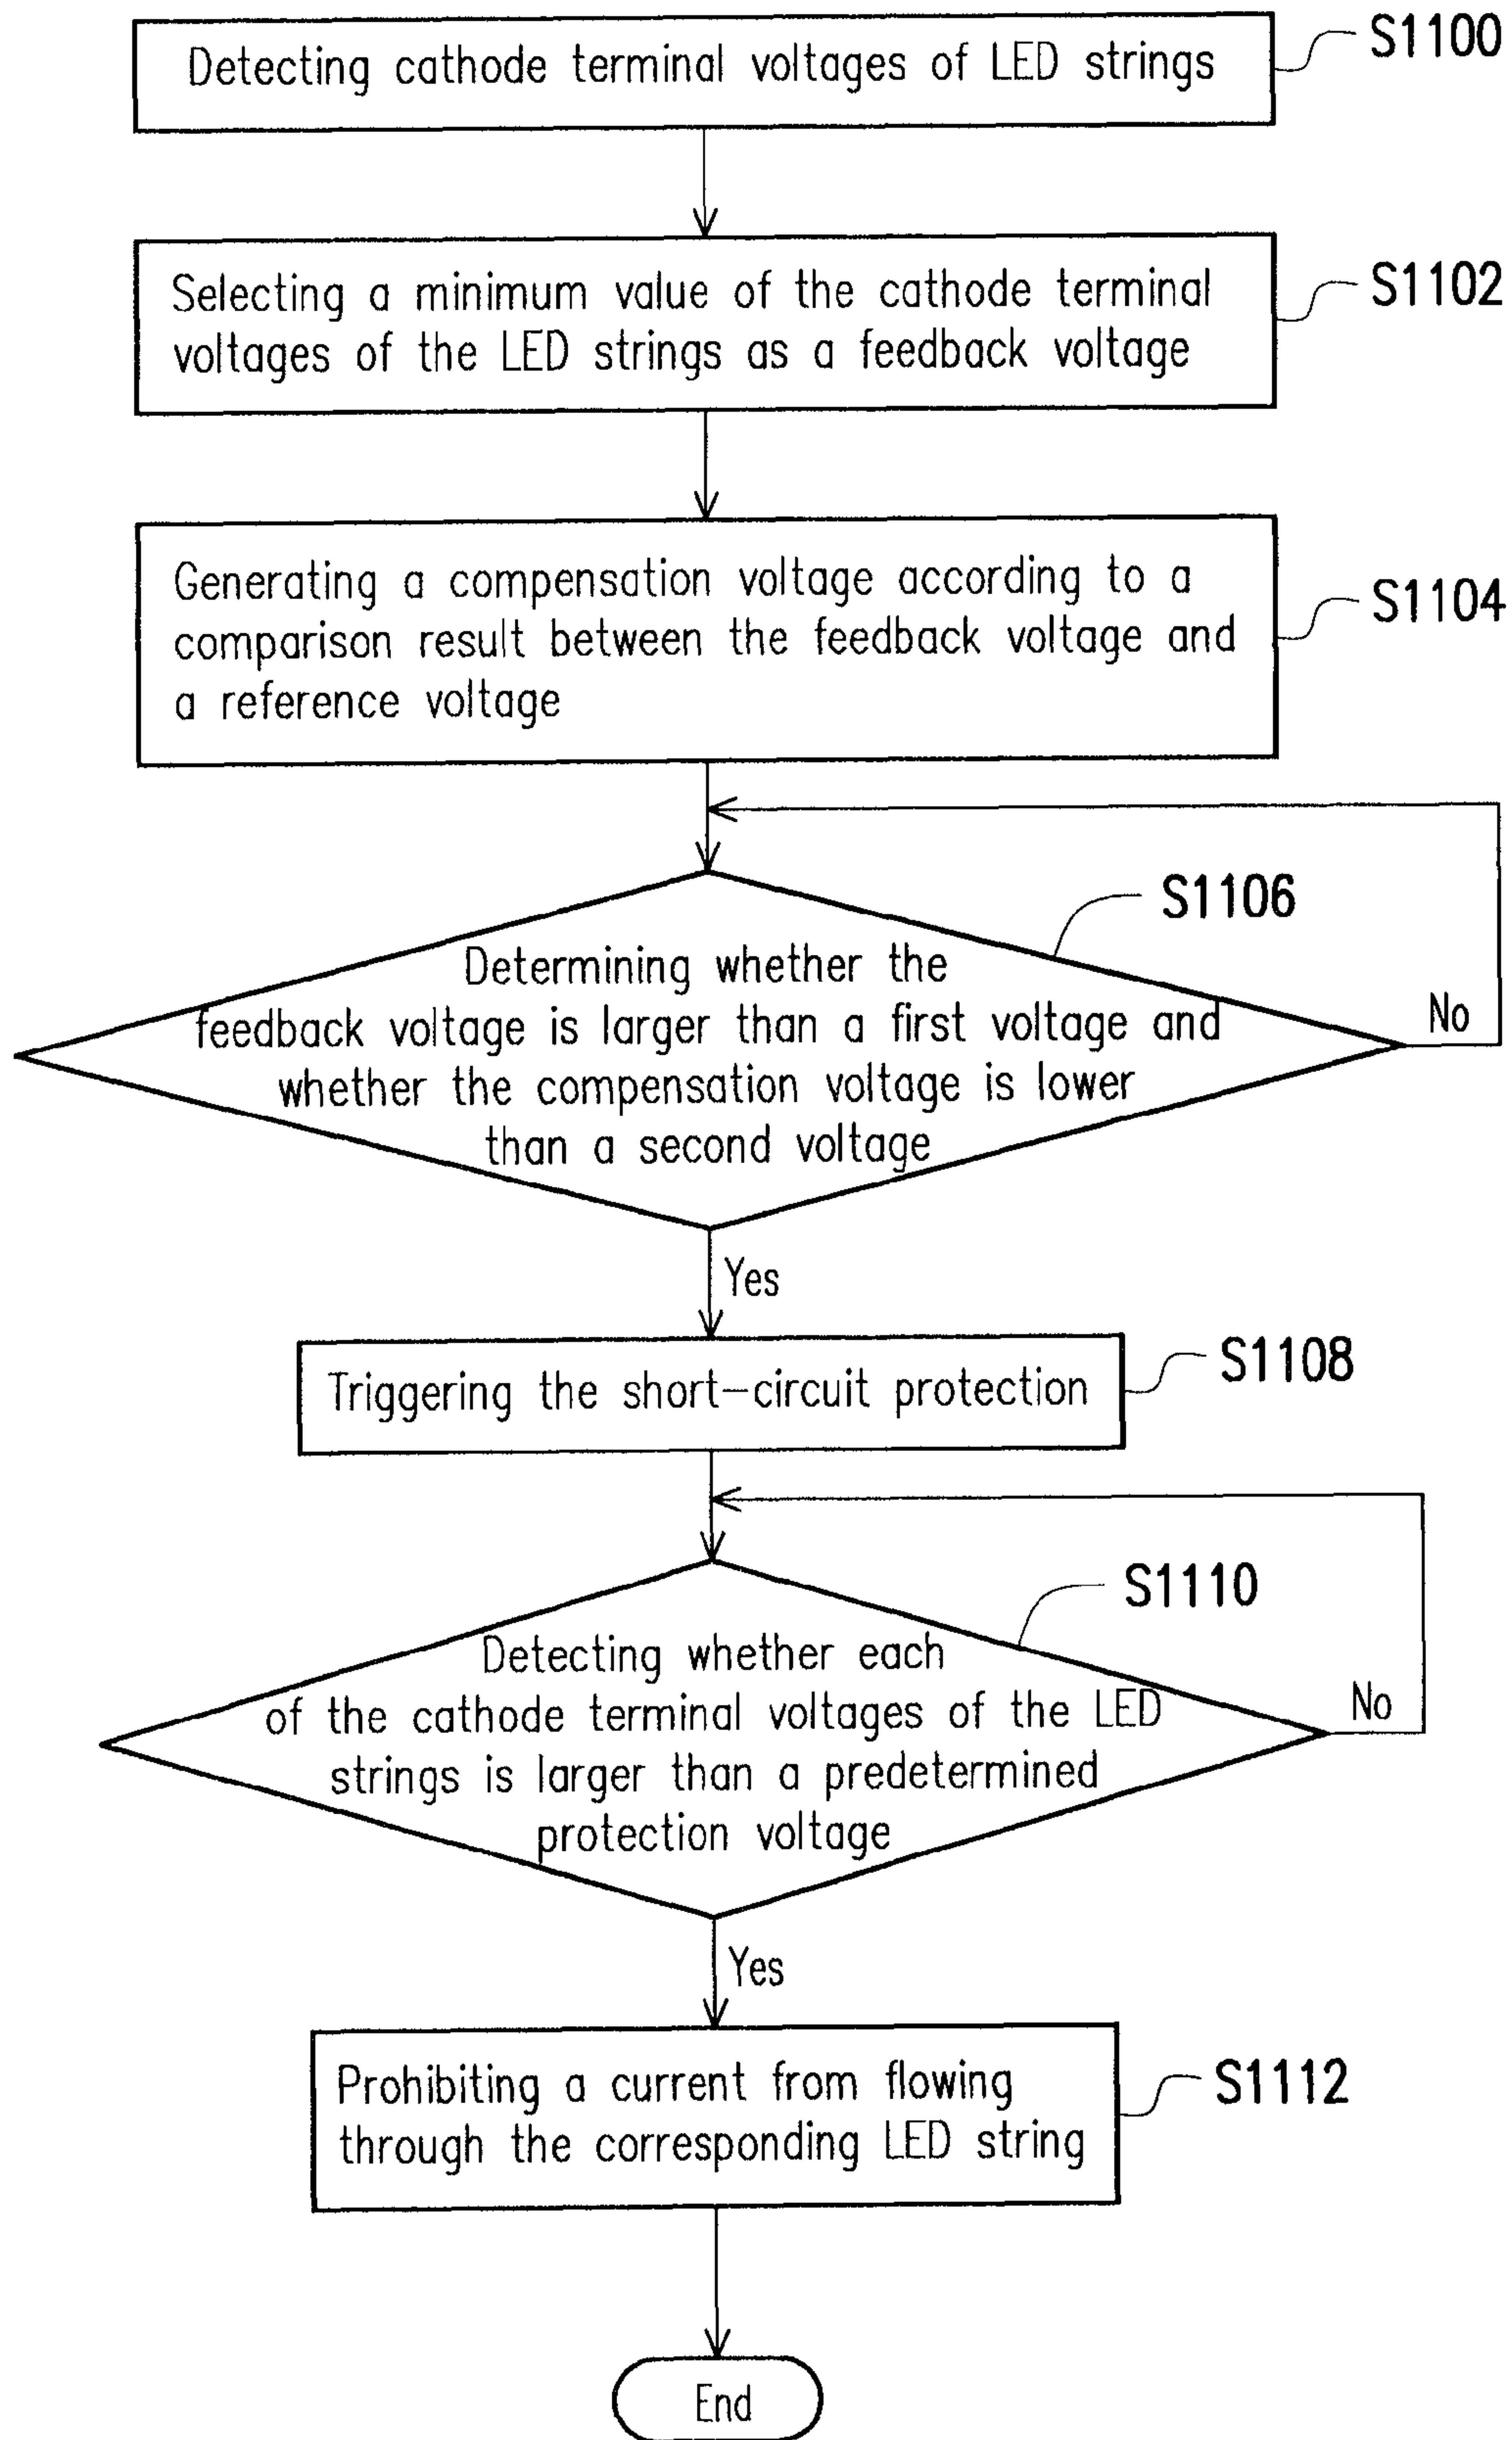 Detecting cathode terminal voltages of LED strings
S1100
Selecting a minimum value of the cathode terminal
voltages of the LED strings as a feedback voltage
S1102
Generating a compensation voltage according to a
comparison result between the feedback voltage and
a reference voltage
S1104
S1106
Determining whether the
feedback voltage is larger than a first voltage and
whether the compensation voltage is lower
than a second voltage
No
Yes
Triggering the short-circuit protection
S1108
S1110
Detecting whether each
of the cathode terminal voltages of the LED
strings is larger than a predetermined
protection voltage
No
Yes
Prohibiting a current from flowing
through the corresponding LED string
S1112
End